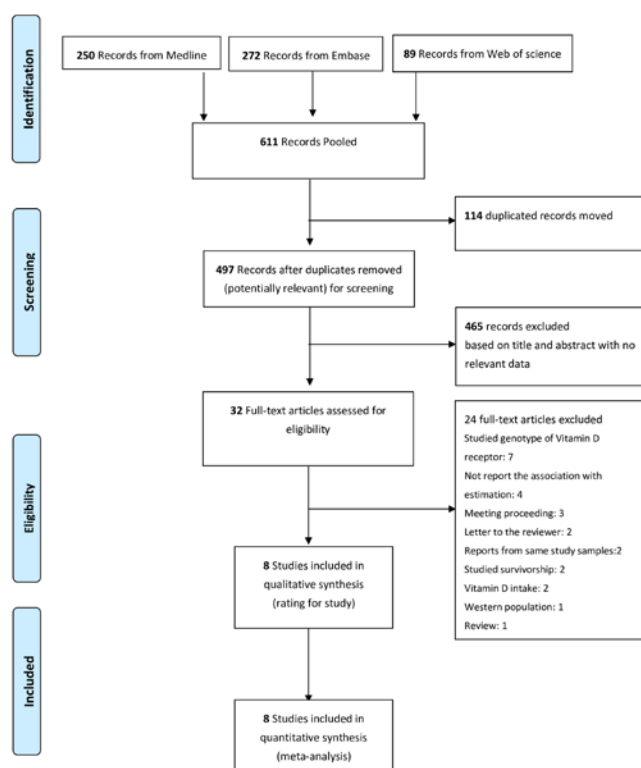 250 Records from Medline
272 Records from Embase
89 Records from Web of science
Identification
611 Records Pooled
114 duplicated records moved
Screening
497 Records after duplicates removed
(potentially relevant) for screening
465 records excluded
based on title and abstract with no
relevant data
32 Full-text articles assessed for
eligibility
Eligibility
24 full-text articles excluded
Studied genotype of Vitamin D
receptor: 7
Not report the association with
estimation: 4
Meeting proceeding: 3
Letter to the reviewer: 2
Reports from same study samples:2
Studied survivorship: 2
Vitamin D intake: 2
Western population: 1
Review: 1
8 Studies included in
qualitative synthesis
(rating for study)
Included
8 Studies included in
quantitative synthesis
(meta-analysis)